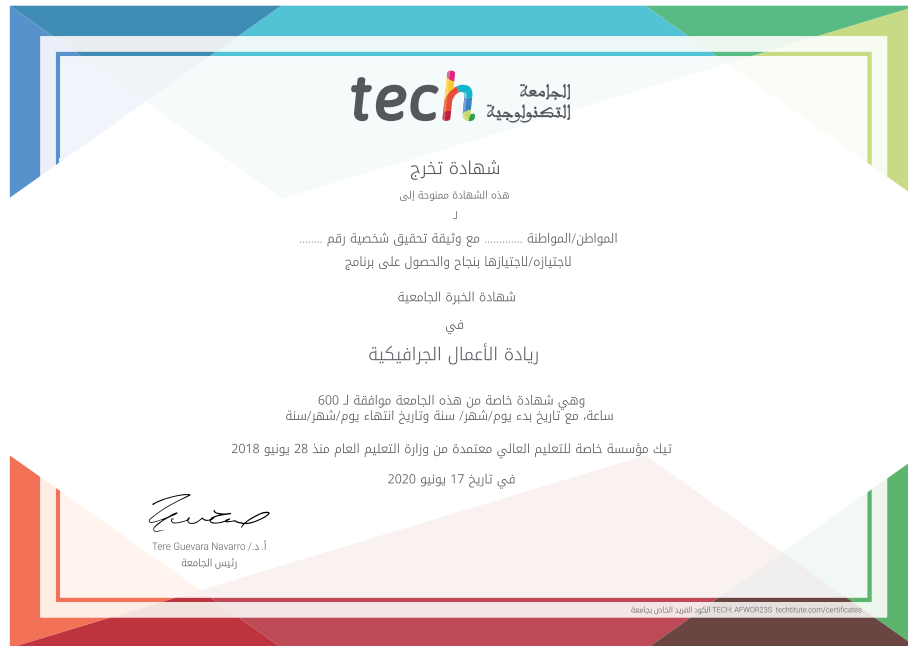 tech الجامعة
التكنولوجية
شهادة تخرج
هذه الشهادة ممنوحة إلى
لـ
المواطن/المواطنة ............ مع وثيقة تحقيق شخصية رقم ........
لاجتيازه/لاجتيازها بنجاح والحصول على برنامج
شهادة الخبرة الجامعية
في
ريادة الأعمال الجرافيكية
وهي شهادة خاصة من هذه الجامعة موافقة لـ 600
ساعة، مع تاريخ بدء يوم/شهر/ سنة وتاريخ انتهاء يوم/شهر/سنة
تيك مؤسسة خاصة للتعليم العالي معتمدة من وزارة التعليم العام منذ 28 يونيو 2018
في تاريخ 17 يونيو 2020
أ.د./ Tere Guevara Navarro
رئيس الجامعة
الكود الفريد الخاص بجامعة TECH: AFWOR23S techtitute.com/certificates